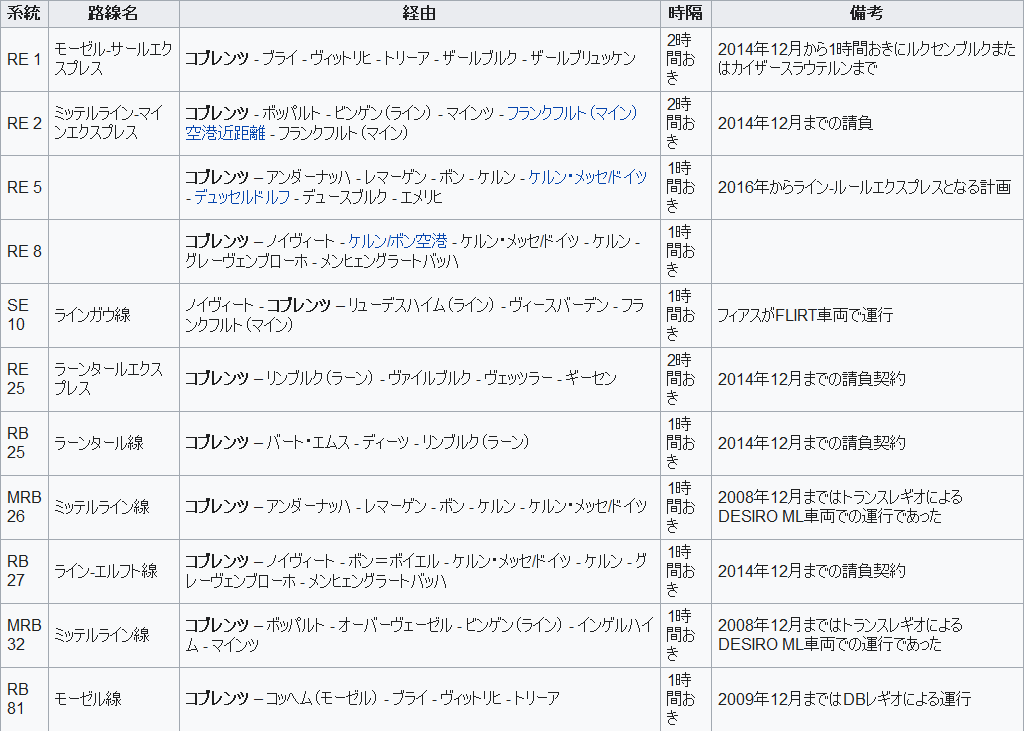 系統 路線名 経由 時隔 備考
RE 1 モーゼル-サールエクスプレス コブレンツ - ブライ - ヴィットリヒ - トリーア - ザールブルク - ザールブリュッケン 2時間おき 2014年12月から1時間おきにルクセンブルクまたはカイザースラウテルンまで
RE 2 ミッテルライン-マインエクスプレス コブレンツ - ボッパルト - ビンゲン（ライン） - マインツ - フランクフルト（マイン）空港近距離 - フランクフルト（マイン） 2時間おき 2014年12月までの請負
RE 5 コブレンツ – アンダーナッハ - レマーゲン - ボン - ケルン - ケルン・メッセ/ドイツ - デュッセルドルフ - デュースブルク - エメリヒ 1時間おき 2016年からライン-ルールエクスプレスとなる計画
RE 8 コブレンツ – ノイヴィート - ケルン/ボン空港 - ケルン・メッセ/ドイツ - ケルン - グレーヴェンブローホ - メンヒェングラートバッハ 1時間おき
SE 10 ラインガウ線 ノイヴィート - コブレンツ – リューデスハイム（ライン） - ヴィースバーデン - フランクフルト（マイン） 1時間おき フィアスがFLIRT車両で運行
RE 25 ラーンタールエクスプレス コブレンツ – リンブルク（ラーン） - ヴァイルブルク - ヴェッツラー - ギーセン 2時間おき 2014年12月までの請負契約
RB 25 ラーンタール線 コブレンツ – バート・エムス - ディーツ - リンブルク（ラーン） 1時間おき 2014年12月までの請負契約
MRB 26 ミッテルライン線 コブレンツ – アンダーナッハ - レマーゲン - ボン - ケルン - ケルン・メッセ/ドイツ 1時間おき 2008年12月まではトランスレギオによるDESIRO ML車両での運行であった
RB 27 ライン-エルフト線 コブレンツ – ノイヴィート - ボン＝ボイエル - ケルン・メッセ/ドイツ - ケルン - グレーヴェンブローホ - メンヒェングラートバッハ 1時間おき 2014年12月までの請負契約
MRB 32 ミッテルライン線 コブレンツ – ボッパルト - オーバーヴェーゼル - ビンゲン（ライン） - インゲルハイム - マインツ 1時間おき 2008年12月まではトランスレギオによるDESIRO ML車両での運行であった
RB 81 モーゼル線 コブレンツ – コッヘム（モーゼル） - ブライ - ヴィットリヒ - トリーア 1時間おき 2009年12月まではDBレギオによる運行